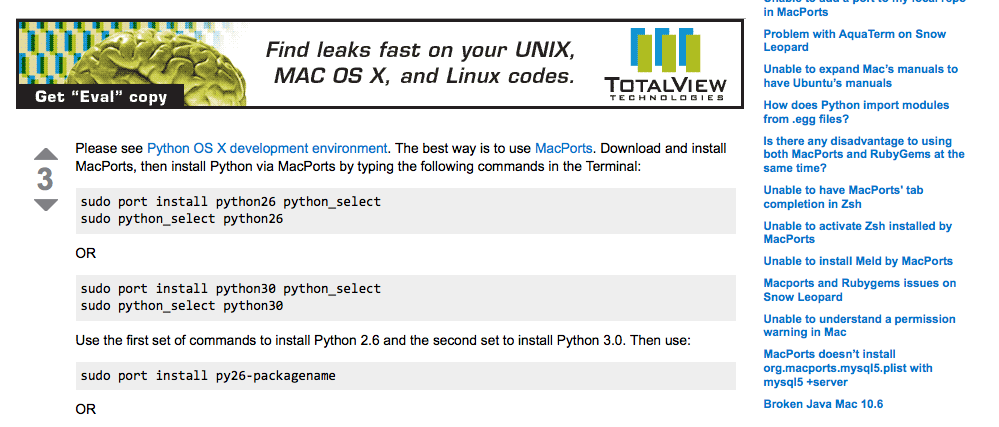 Find leaks fast on your UNIX,
MAC OS X, and Linux codes.
Get “Eval” copy
TOTALVIEW
TECHNOLOGIES
3
Please see Python OS X development environment. The best way is to use MacPorts. Download and install
MacPorts, then install Python via MacPorts by typing the following commands in the Terminal:
sudo port install python26 python_select
sudo python_select python26
OR
sudo port install python30 python_select
sudo python_select python30
Use the first set of commands to install Python 2.6 and the second set to install Python 3.0. Then use:
sudo port install py26-packagename
OR
Unable to add a port to my local repo
in MacPorts
Problem with AquaTerm on Snow
Leopard
Unable to expand Mac’s manuals to
have Ubuntu’s manuals
How does Python import modules
from .egg files?
Is there any disadvantage to using
both MacPorts and RubyGems at the
same time?
Unable to have MacPorts' tab
completion in Zsh
Unable to activate Zsh installed by
MacPorts
Unable to install Meld by MacPorts
Macports and Rubygems issues on
Snow Leopard
Unable to understand a permission
warning in Mac
MacPorts doesn’t install
org.macports.mysql5.plist with
mysql5 +server
Broken Java Mac 10.6